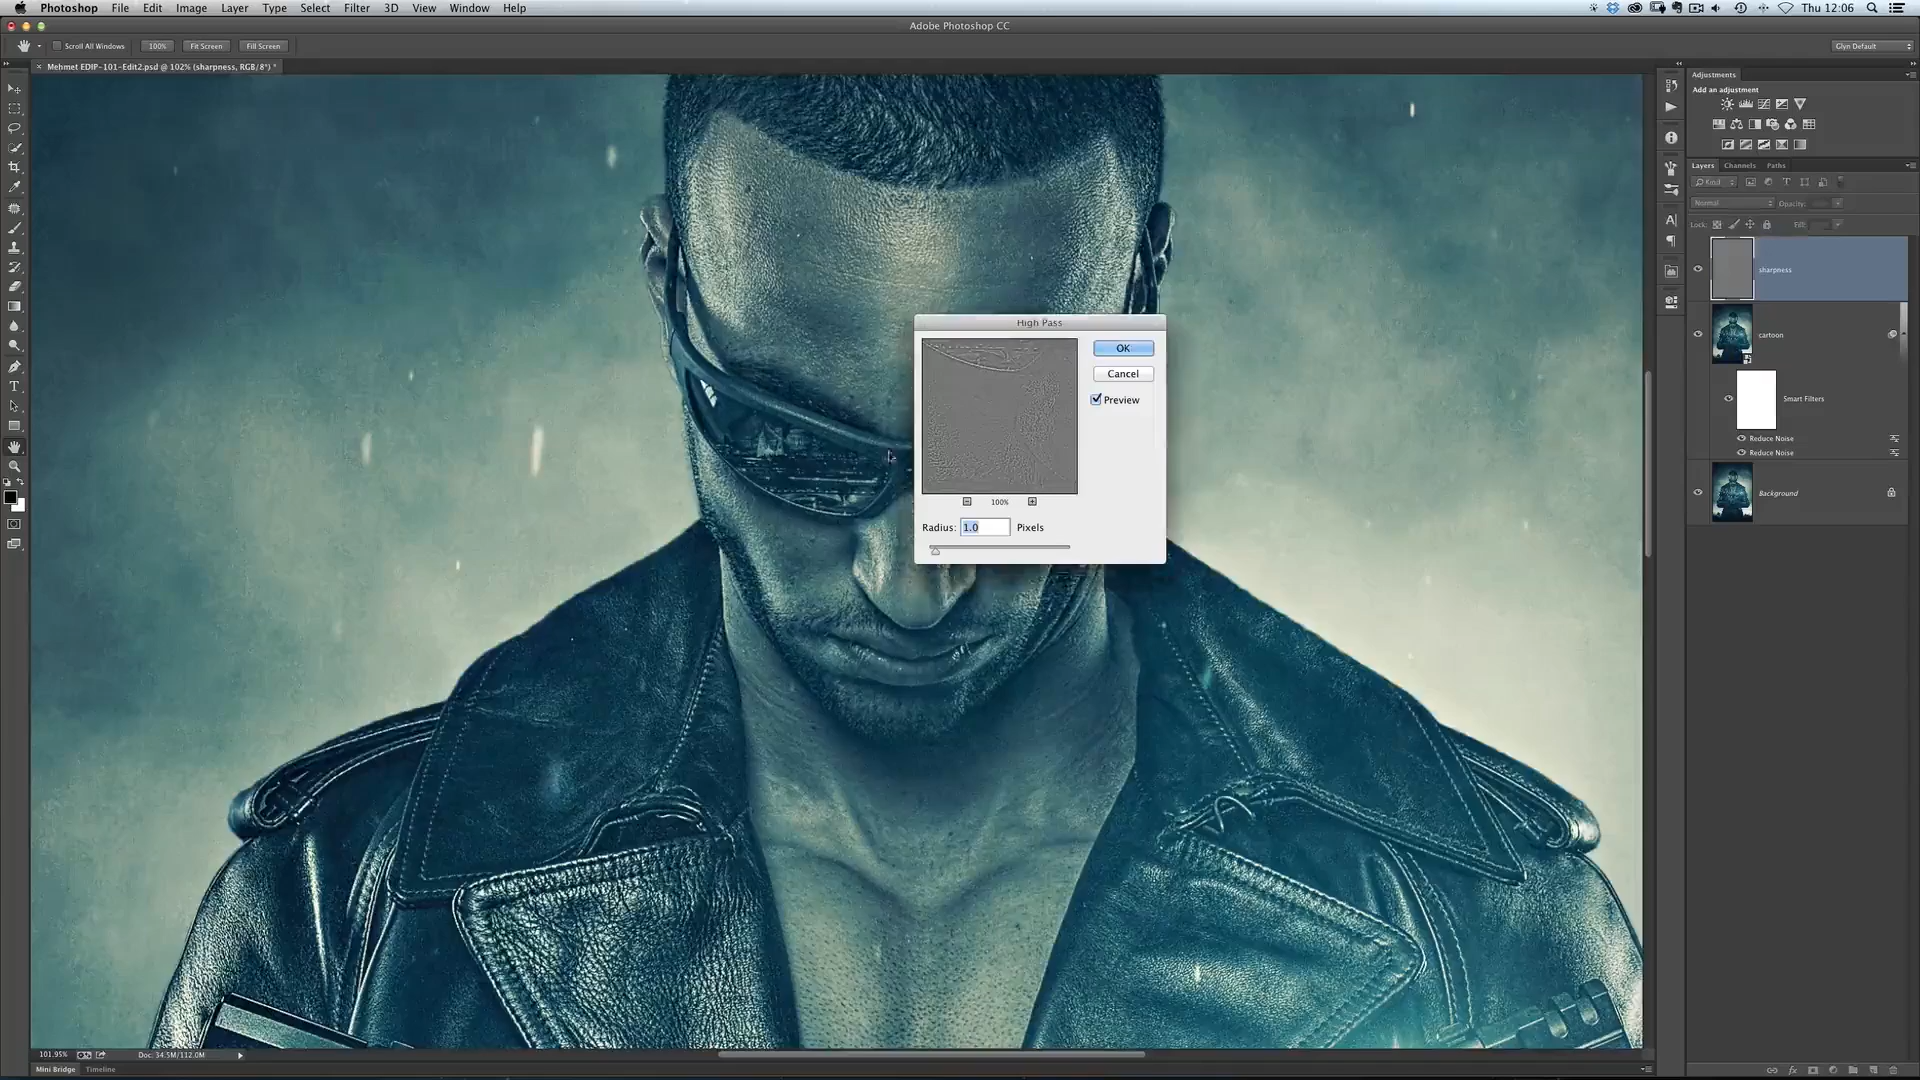 Photoshop File Edit Image Layer Type Select Filter 3D View Window Help Thu 12:06
Adobe Photoshop CC
Scroll All Windows 100% Fit Screen Fill Screen Glyn Default
× Mehmet EDIP-101-Edit2.psd @ 102% (sharpness, RGB/8*) *
Adjustments
Add an adjustment
Layers Channels Paths
Kind
Normal Opacity:
Lock: Fill:
sharpness
cartoon
Smart Filters
Reduce Noise
Reduce Noise
Background
High Pass
OK
Cancel
Preview
100%
Radius: 1.0 Pixels
101.95% Doc: 34.5M/112.0M
Mini Bridge Timeline